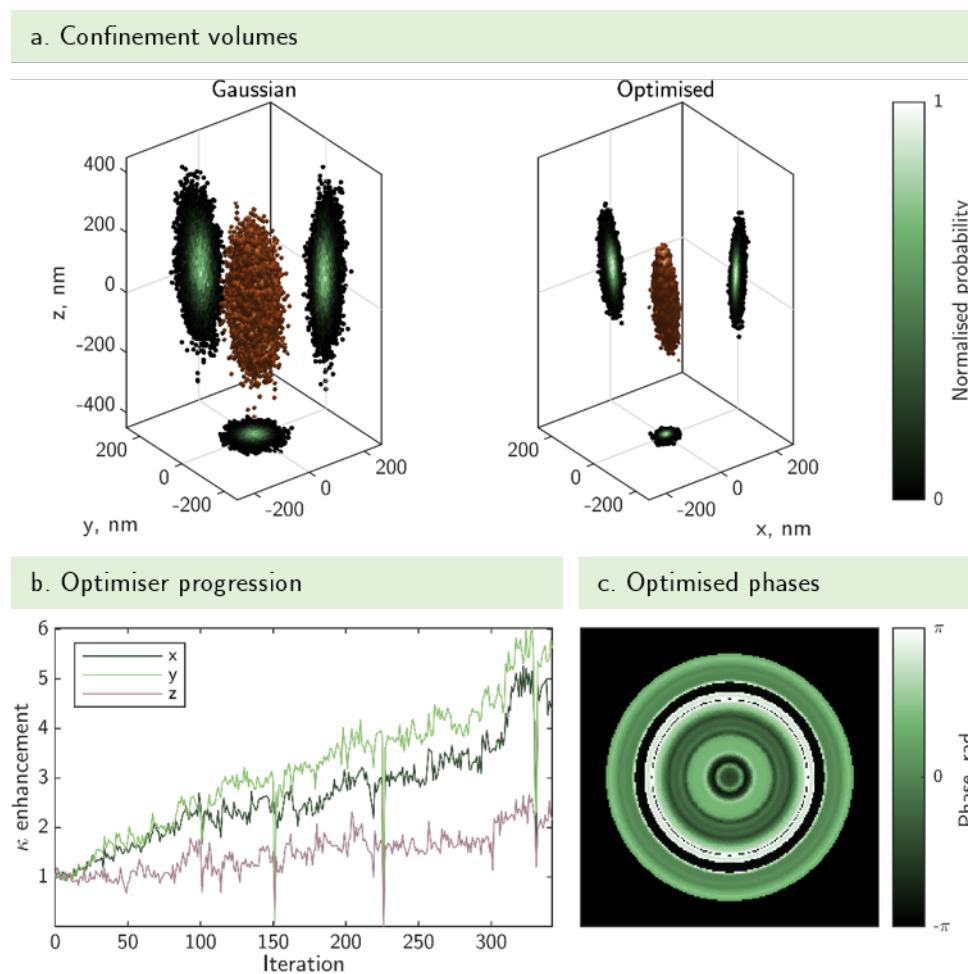 a. Confinement volumes
Gaussian
Optimised
400
200
0
-200
-400
z, nm
200
0
-200
y, nm
-200
0
200
200
0
-200
-200
0
200
x, nm
1
0
Normalised probability
b. Optimiser progression
6
5
4
3
2
1
κ enhancement
x
y
z
0
50
100
150
200
250
300
Iteration
c. Optimised phases
π
0
-π
Phase, rad